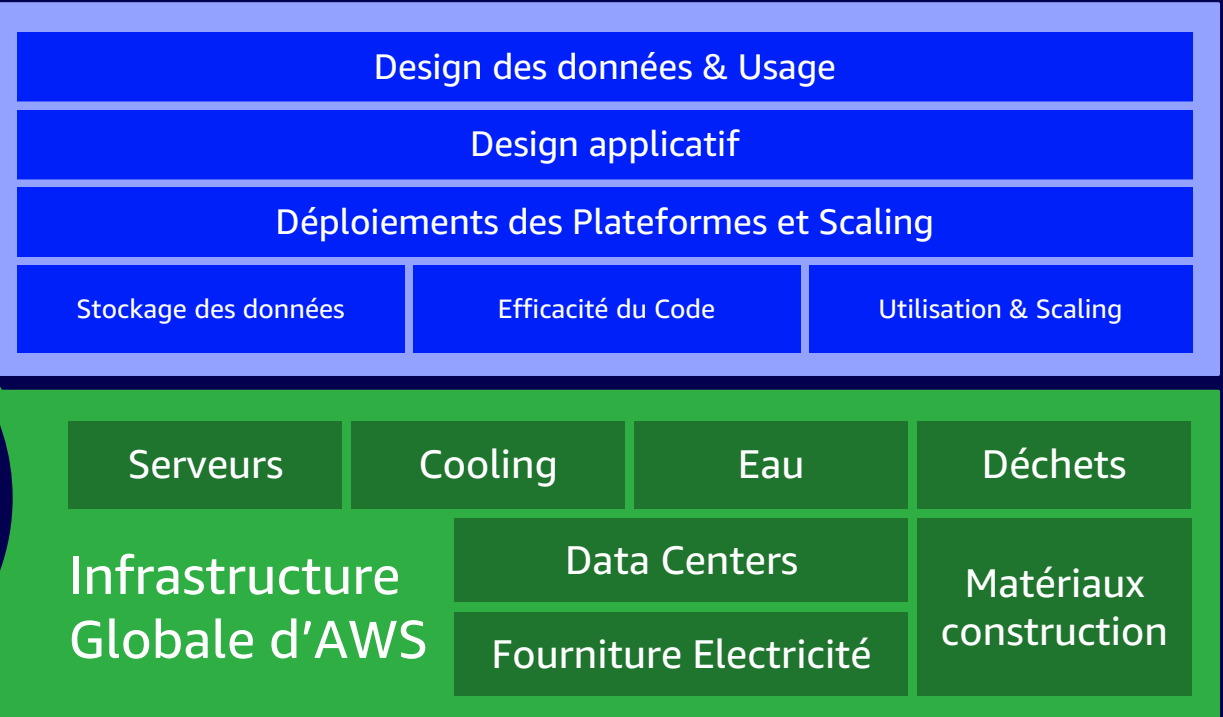 Design des données & Usage
Design applicatif
Déploiements des Plateformes et Scaling
Stockage des données
Efficacité du Code
Utilisation & Scaling
Serveurs
Cooling
Eau
Déchets
Infrastructure
Globale d’AWS
Data Centers
Fourniture Electricité
Matériaux
construction